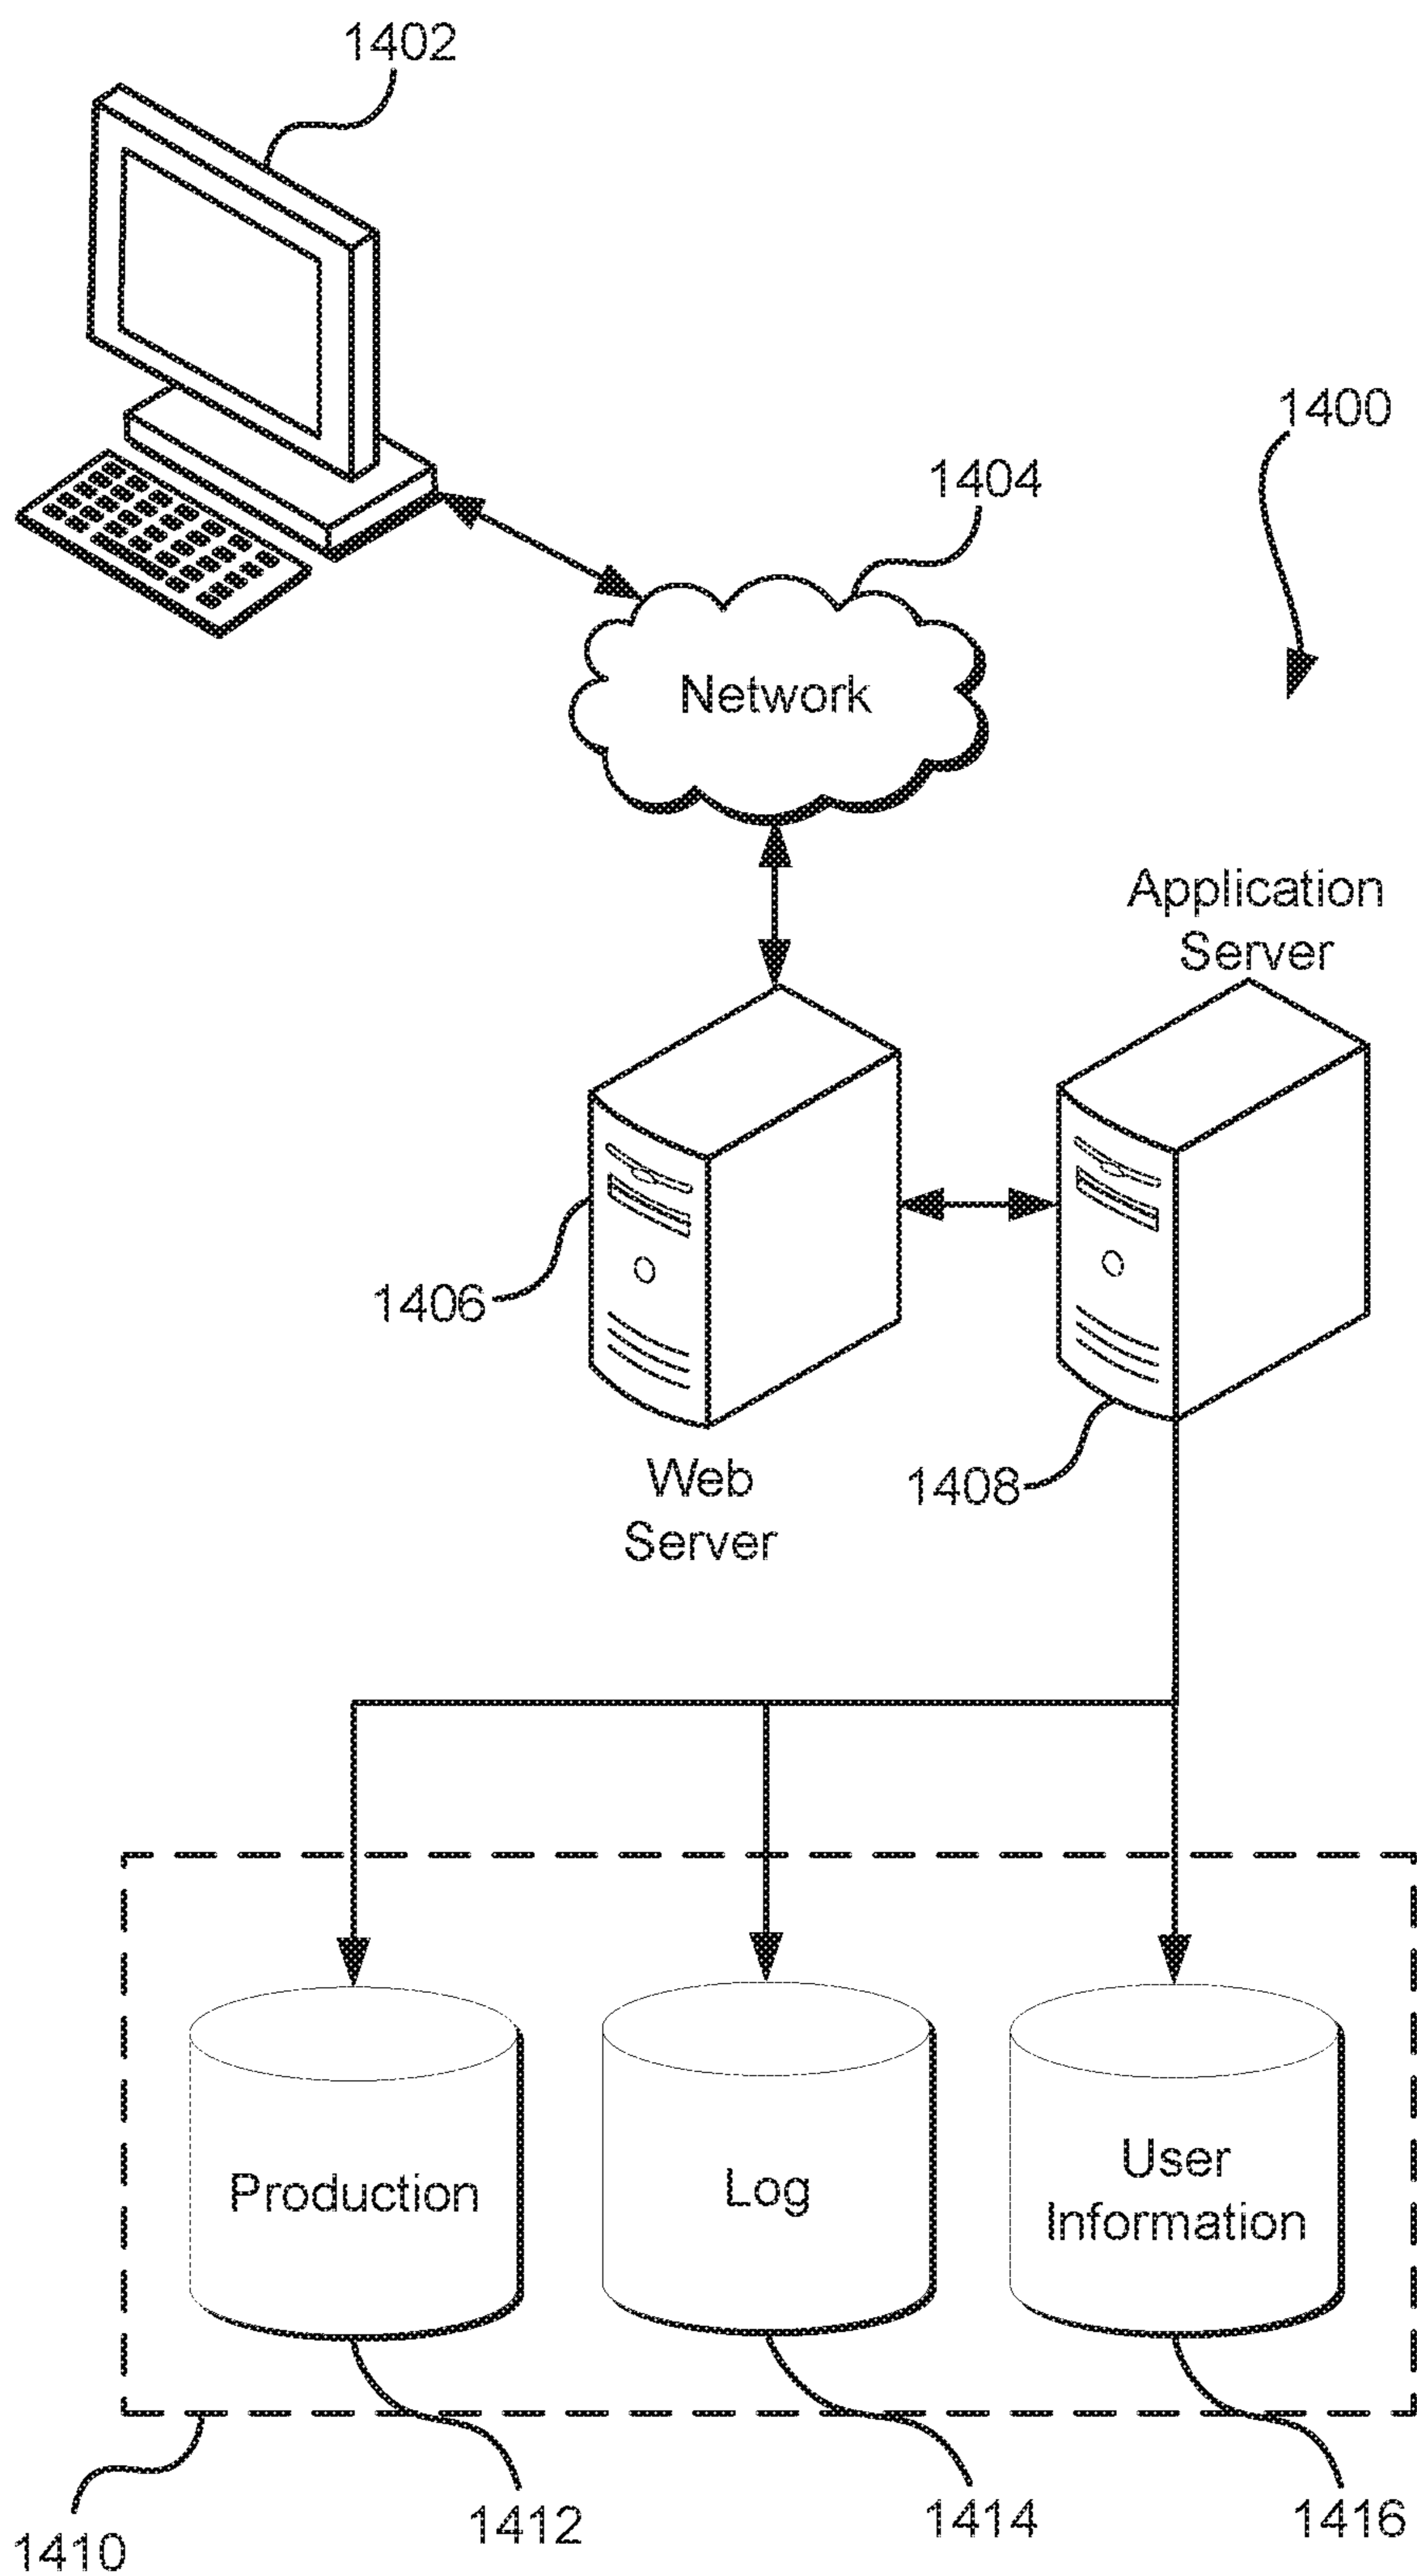 1402
1400
1404
Network
Application
Server
1406
Web
Server
1408
Production
Log
User
Information
1410
1412
1414
1416